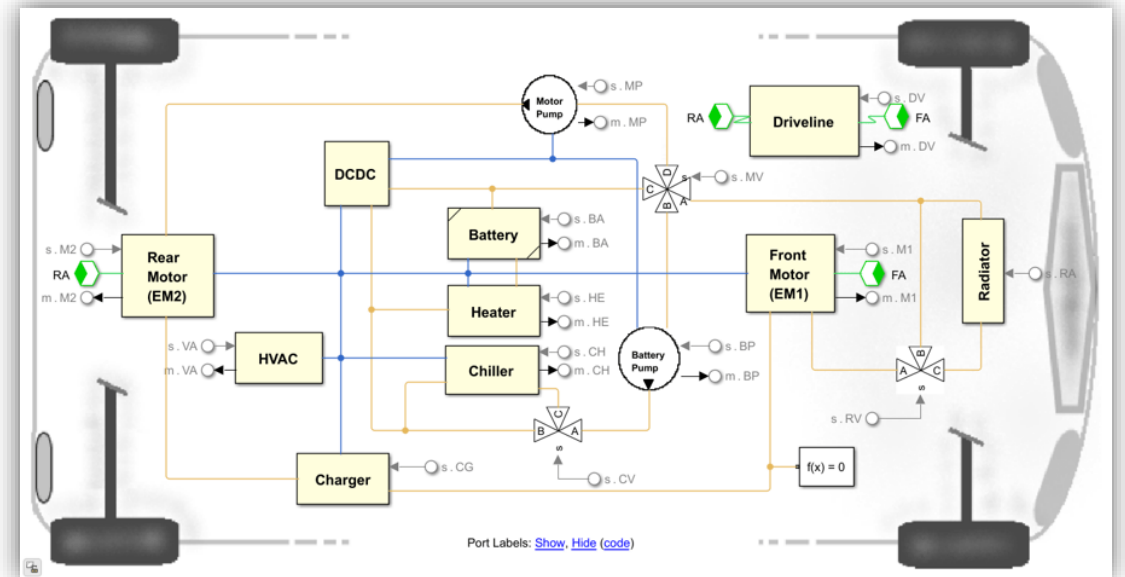 Motor
Pump
s.MP
m.MP
RA
Driveline
s.DV
FA
m.DV
DCDC
C
D
B
A
s
s.MV
Battery
s.BA
m.BA
s.M2
RA
m.M2
Rear
Motor
(EM2)
Front
Motor
(EM1)
s.M1
FA
m.M1
Radiator
s.RA
Heater
s.HE
m.HE
s.VA
m.VA
HVAC
Chiller
s.CH
m.CH
Battery
Pump
s.BP
m.BP
A
B
C
s
s.RV
B
C
A
s
s.CV
Charger
s.CG
f(x) = 0
Port Labels: Show, Hide (code)